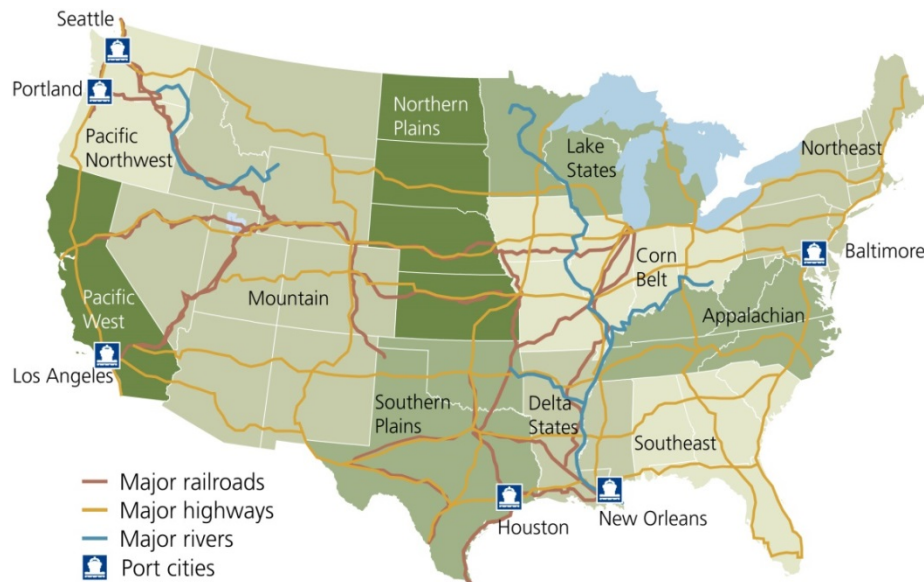 Seattle
Portland
Pacific
Northwest
Northern
Plains
Lake
States
Northeast
Baltimore
Corn
Belt
Mountain
Appalachian
Pacific
West
Los Angeles
Southern
Plains
Delta
States
Southeast
Houston
New Orleans
Major railroads
Major highways
Major rivers
Port cities